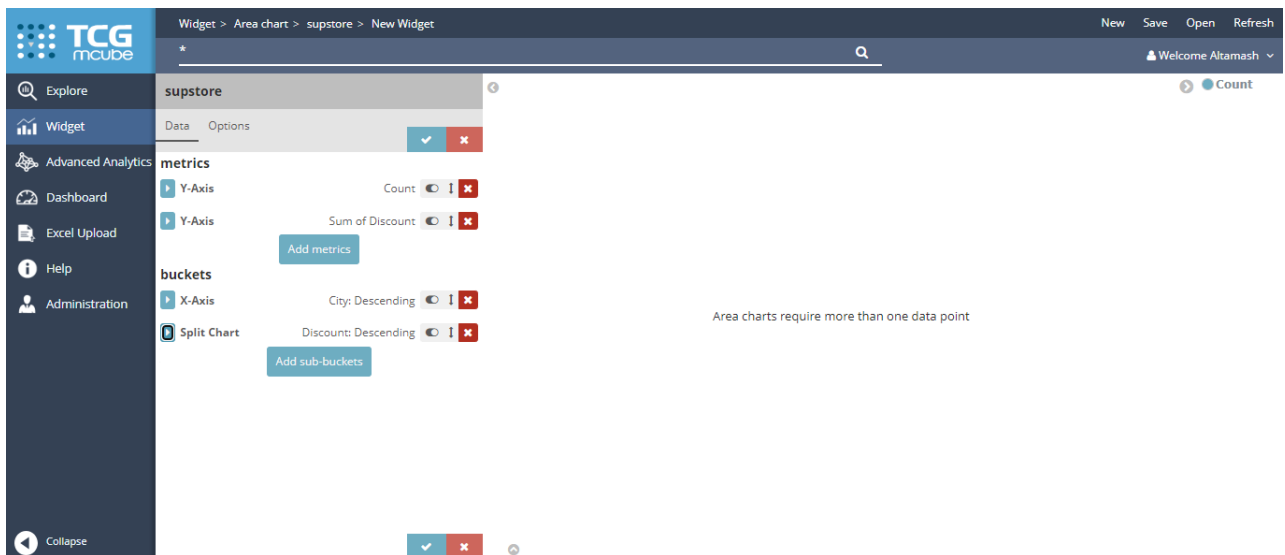 TCG
mcube
Widget > Area chart > supstore > New Widget
New Save Open Refresh
*
Welcome Altamash
Explore
Widget
Advanced Analytics
Dashboard
Excel Upload
Help
Administration
Collapse
supstore
Data Options
metrics
Y-Axis Count
Y-Axis Sum of Discount
Add metrics
buckets
X-Axis City: Descending
Split Chart Discount: Descending
Add sub-buckets
Count
Area charts require more than one data point